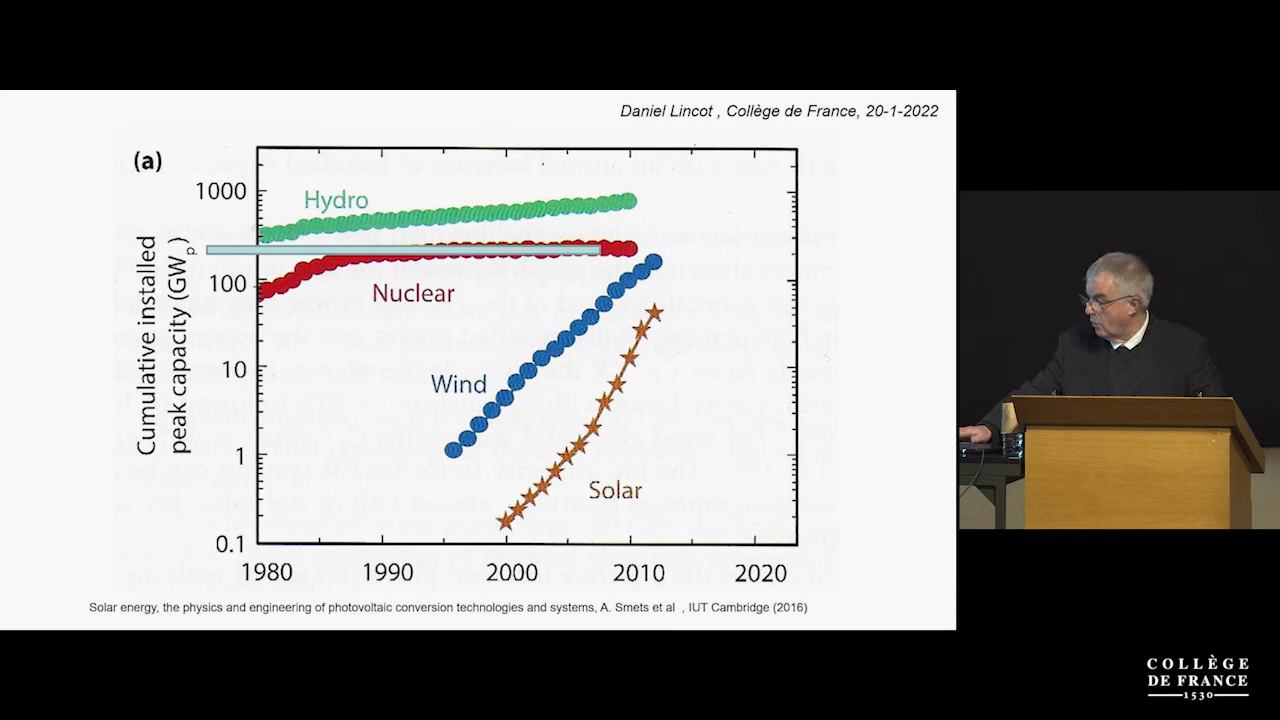 Daniel Lincot , Collège de France, 20-1-2022
(a)
1000
100
10
1
0.1
Cumulative installed
peak capacity (GWp)
Hydro
Nuclear
Wind
Solar
1980
1990
2000
2010
2020
Solar energy, the physics and engineering of photovoltaic conversion technologies and systems, A. Smets et al , IUT Cambridge (2016)
COLLÈGE
DE FRANCE
1530